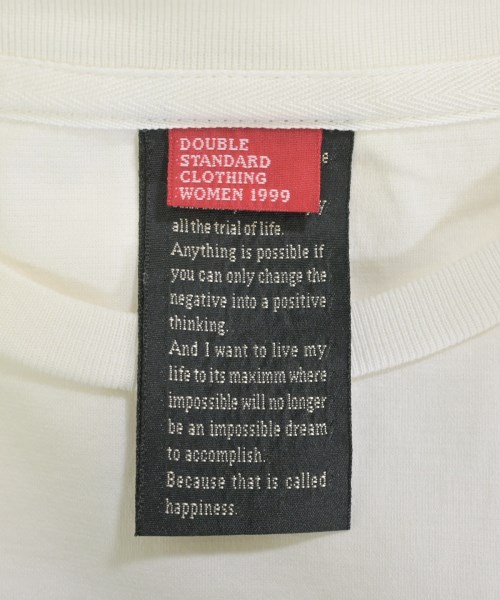 DOUBLE
STANDARD
CLOTHING
WOMEN 1999
all the trial of life.
Anything is possible if
you can only change the
negative into a positive
thinking.
And I want to live my
life to its maximm where
impossible will no longer
be an impossible dream
to accomplish.
Because that is called
happiness.